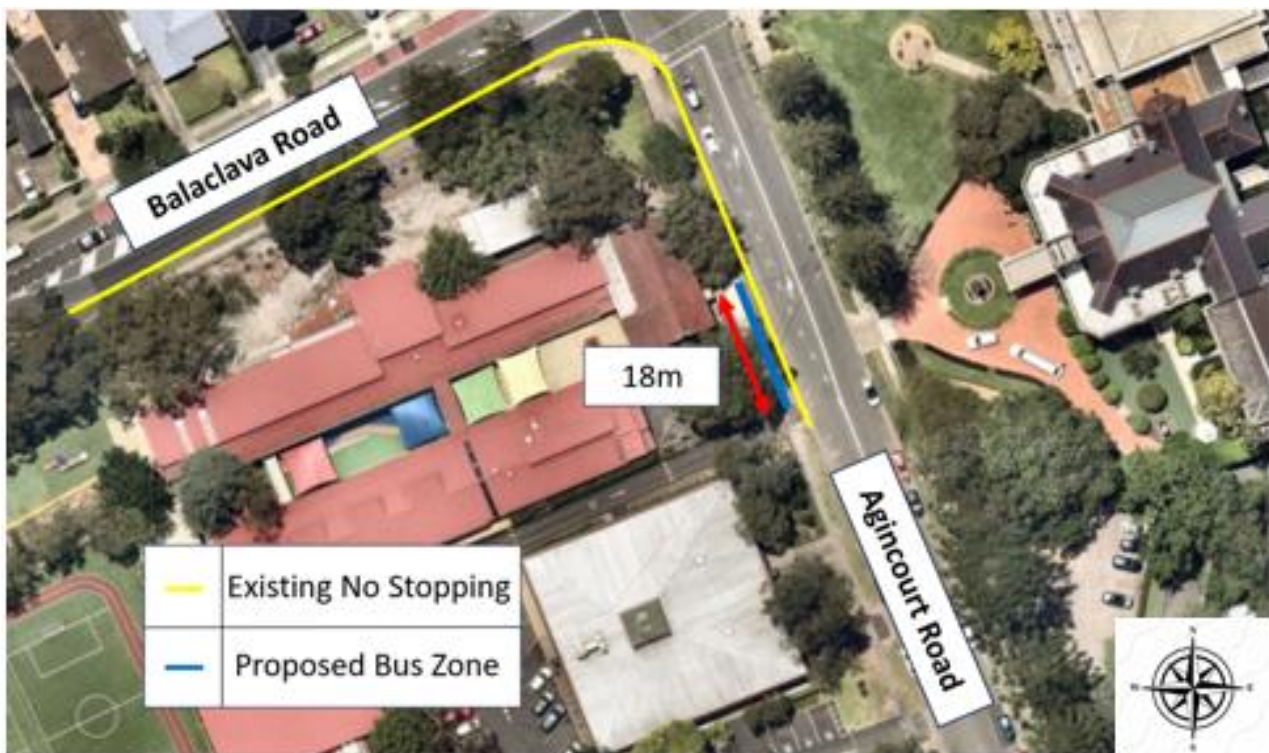 Balaclava Road
18m
Agincourt Road
Existing No Stopping
Proposed Bus Zone
N
W
E
S